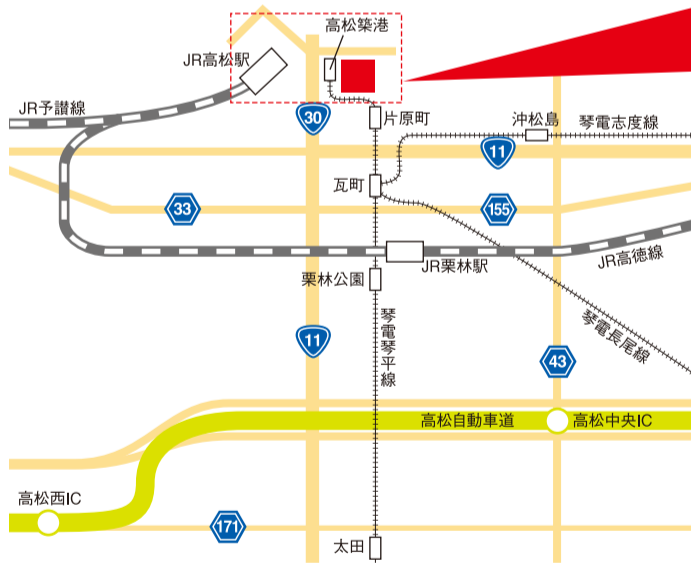 高松築港
JR高松駅
JR予讃線
30
片原町
沖松島
琴電志度線
11
瓦町
33
155
JR栗林駅
JR高徳線
栗林公園
琴電琴平線
11
琴電長尾線
43
高松自動車道
高松中央IC
高松西IC
171
太田